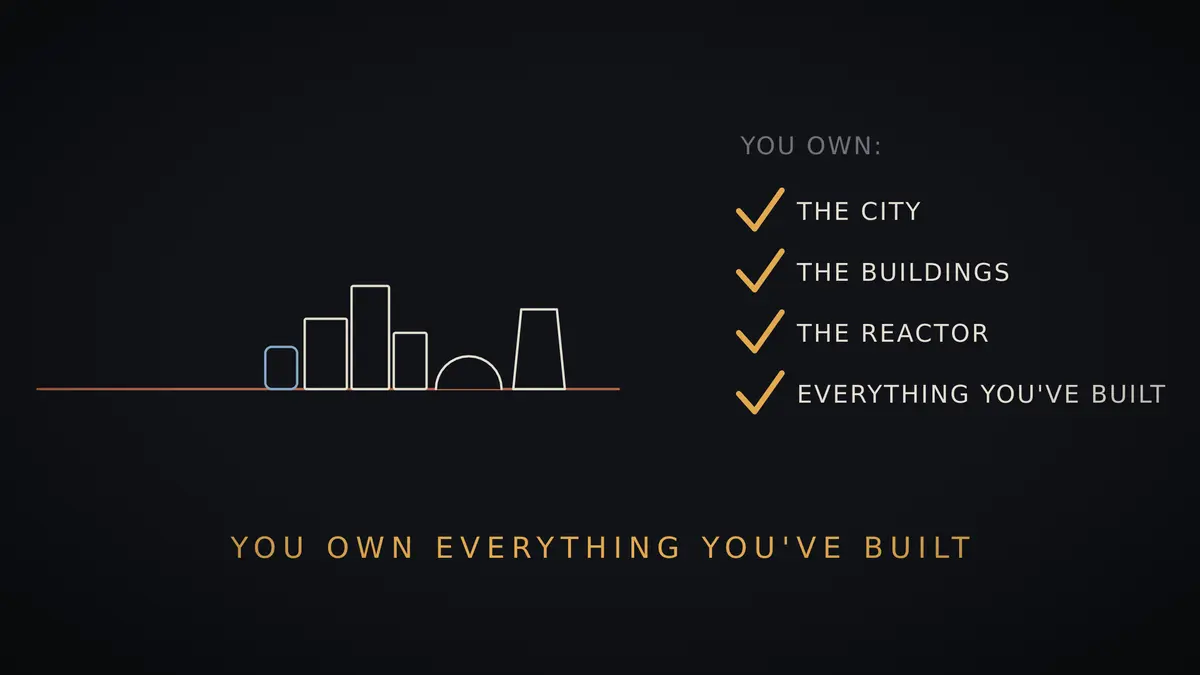 YOU OWN:
THE CITY
THE BUILDINGS
THE REACTOR
EVERYTHING YOU'VE BUILT
YOU OWN EVERYTHING YOU'VE BUILT